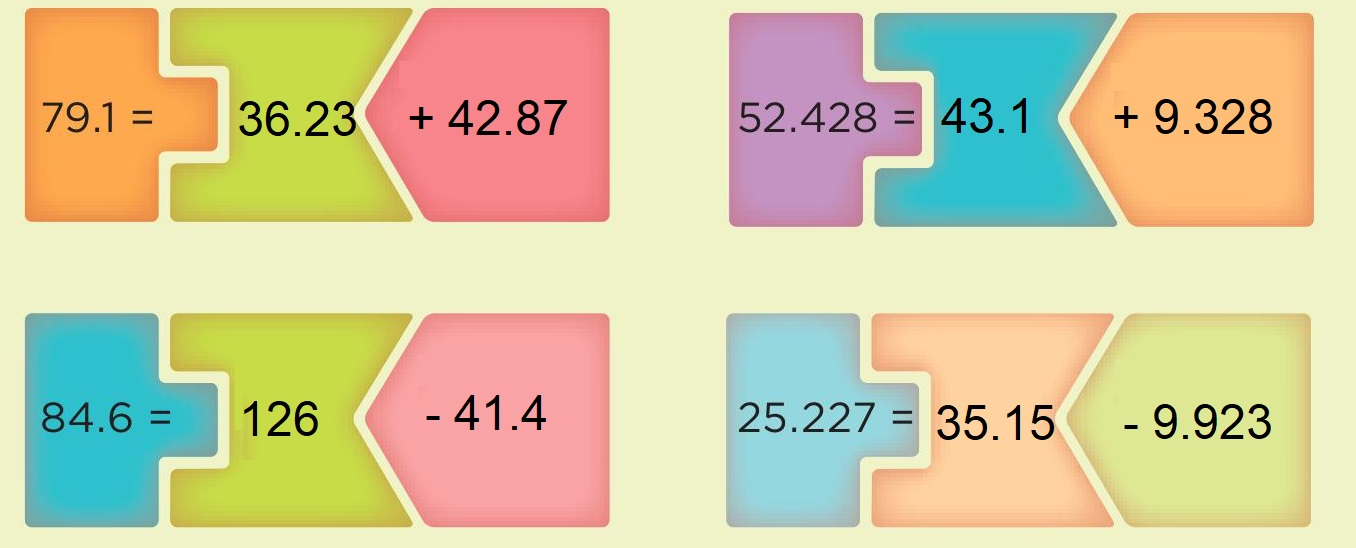 79.1 = 36.23 + 42.87
52.428 = 43.1 + 9.328
84.6 = 126 - 41.4
25.227 = 35.15 - 9.923